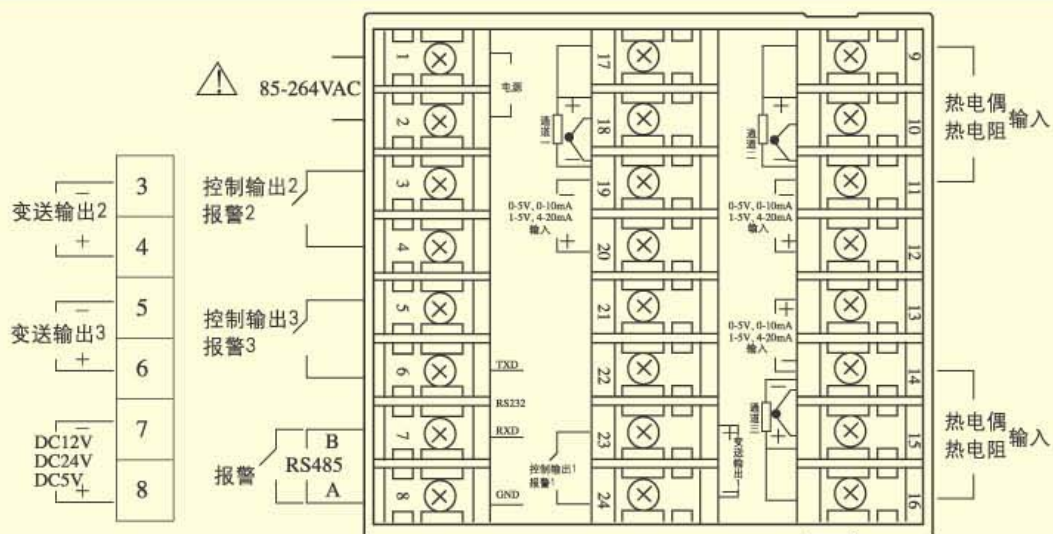 85-264VAC
变送输出2
−
+
3
4
变送输出3
−
+
5
6
DC12V
DC24V
DC5V
−
+
7
8
控制输出2
报警2
控制输出3
报警3
报警
B
RS485
A
1
2
3
4
5
6
7
8
电源
TXD
RS232
RXD
GND
通道一
+
−
0-5V, 0-10mA
1-5V, 4-20mA
输入
−
+
控制输出1
报警1
17
18
19
20
21
22
23
24
变送输出1
+
−
通道二
+
−
0-5V, 0-10mA
1-5V, 4-20mA
输入
−
+
0-5V, 0-10mA
1-5V, 4-20mA
输入
+
−
通道三
−
+
9
10
11
12
13
14
15
16
热电偶
热电阻
输入
热电偶
热电阻
输入